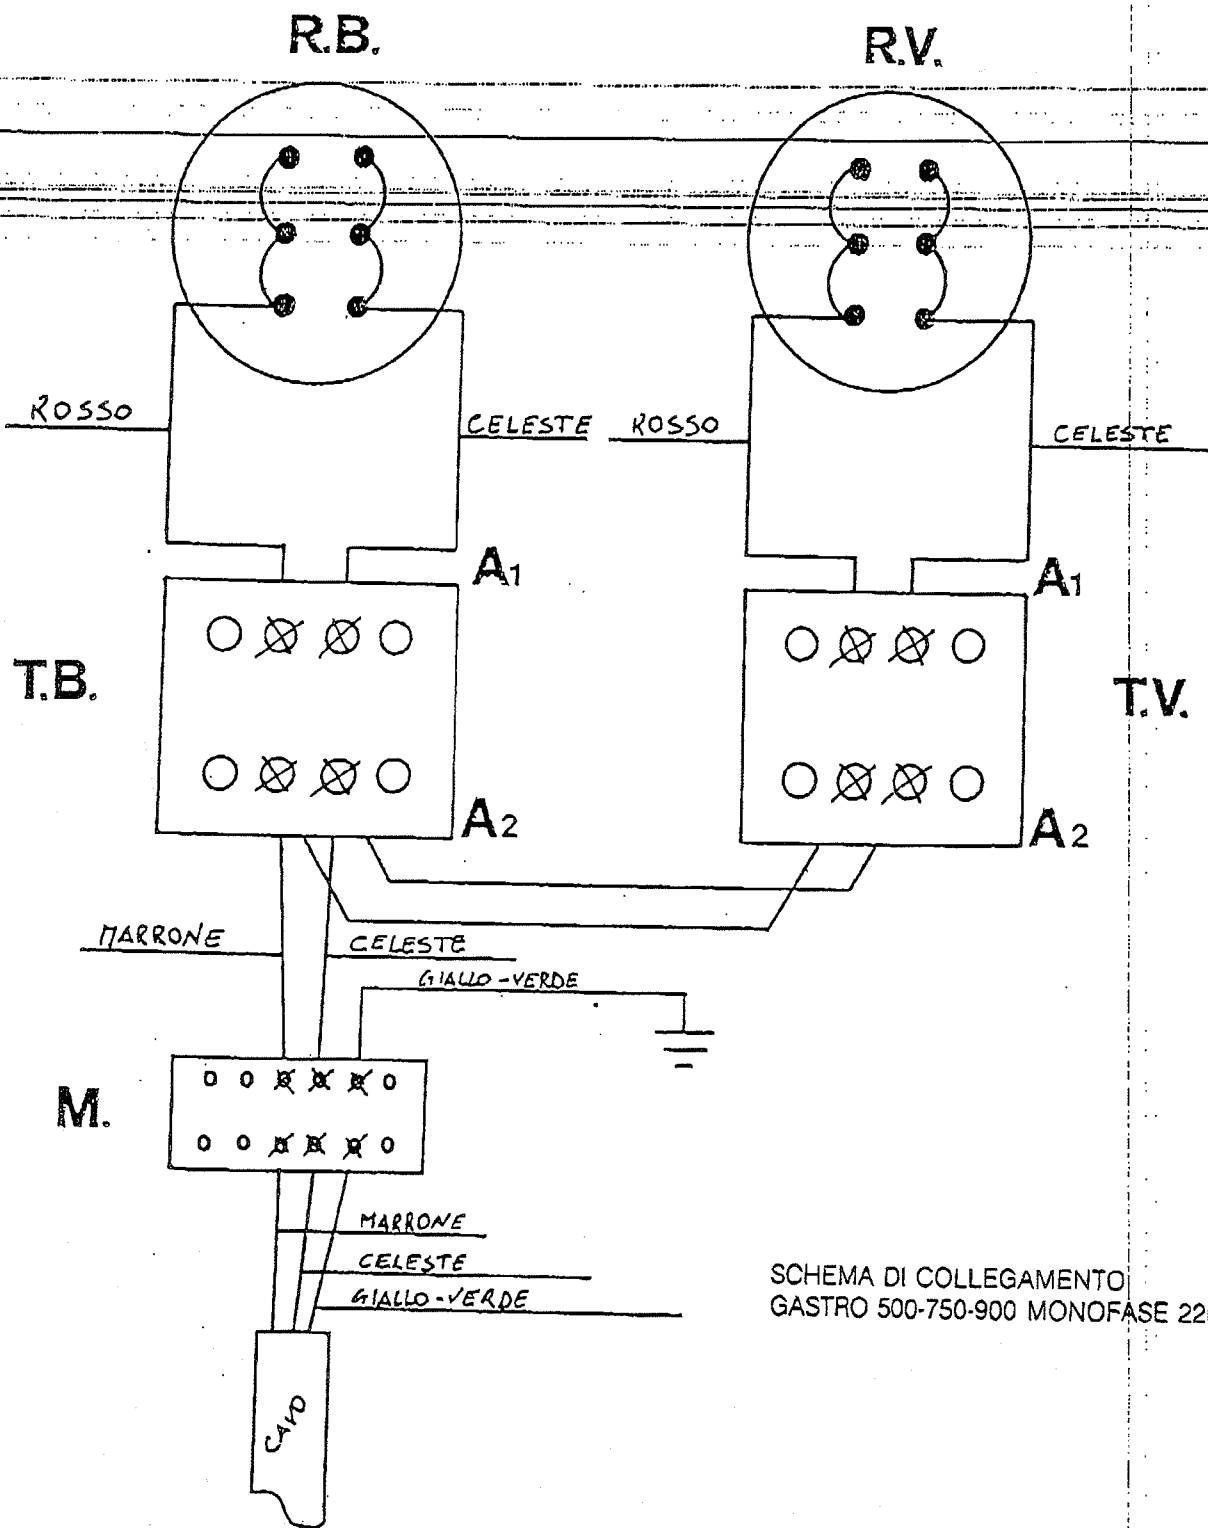 R.B.
R.V.
ROSSO
CELESTE
ROSSO
CELESTE
A1
A1
T.B.
T.V.
A2
A2
MARRONE
CELESTE
GIALLO-VERDE
M.
MARRONE
CELESTE
GIALLO-VERDE
SCHEMA DI COLLEGAMENTO
GASTRO 500-750-900 MONOFASE 22
CAVO